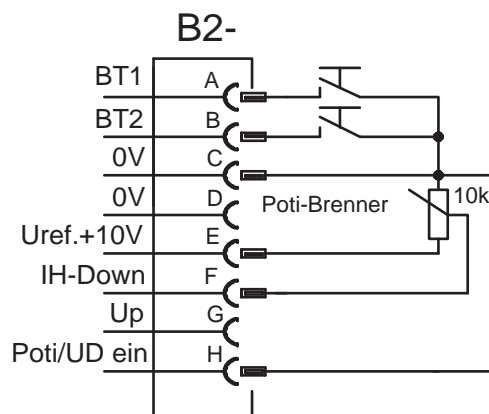 B2-
BT1 A
BT2 B
0V C
0V D Poti-Brenner 10k
Uref.+10V E
IH-Down F
Up G
Poti/UD ein H